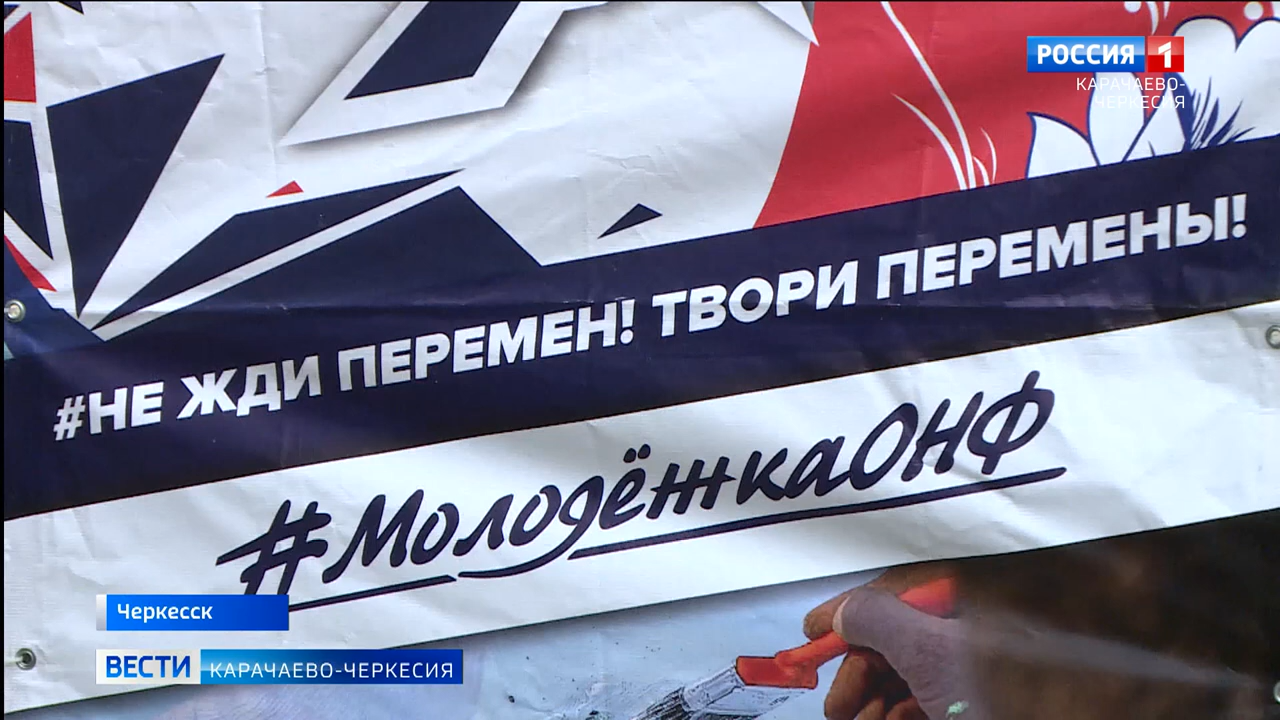 РОССИЯ 1
КАРАЧАЕВО-
ЧЕРКЕСИЯ
#НЕ ЖДИ ПЕРЕМЕН! ТВОРИ ПЕРЕМЕНЫ!
#МолодёжкаОНФ
Черкесск
ВЕСТИ КАРАЧАЕВО-ЧЕРКЕСИЯ